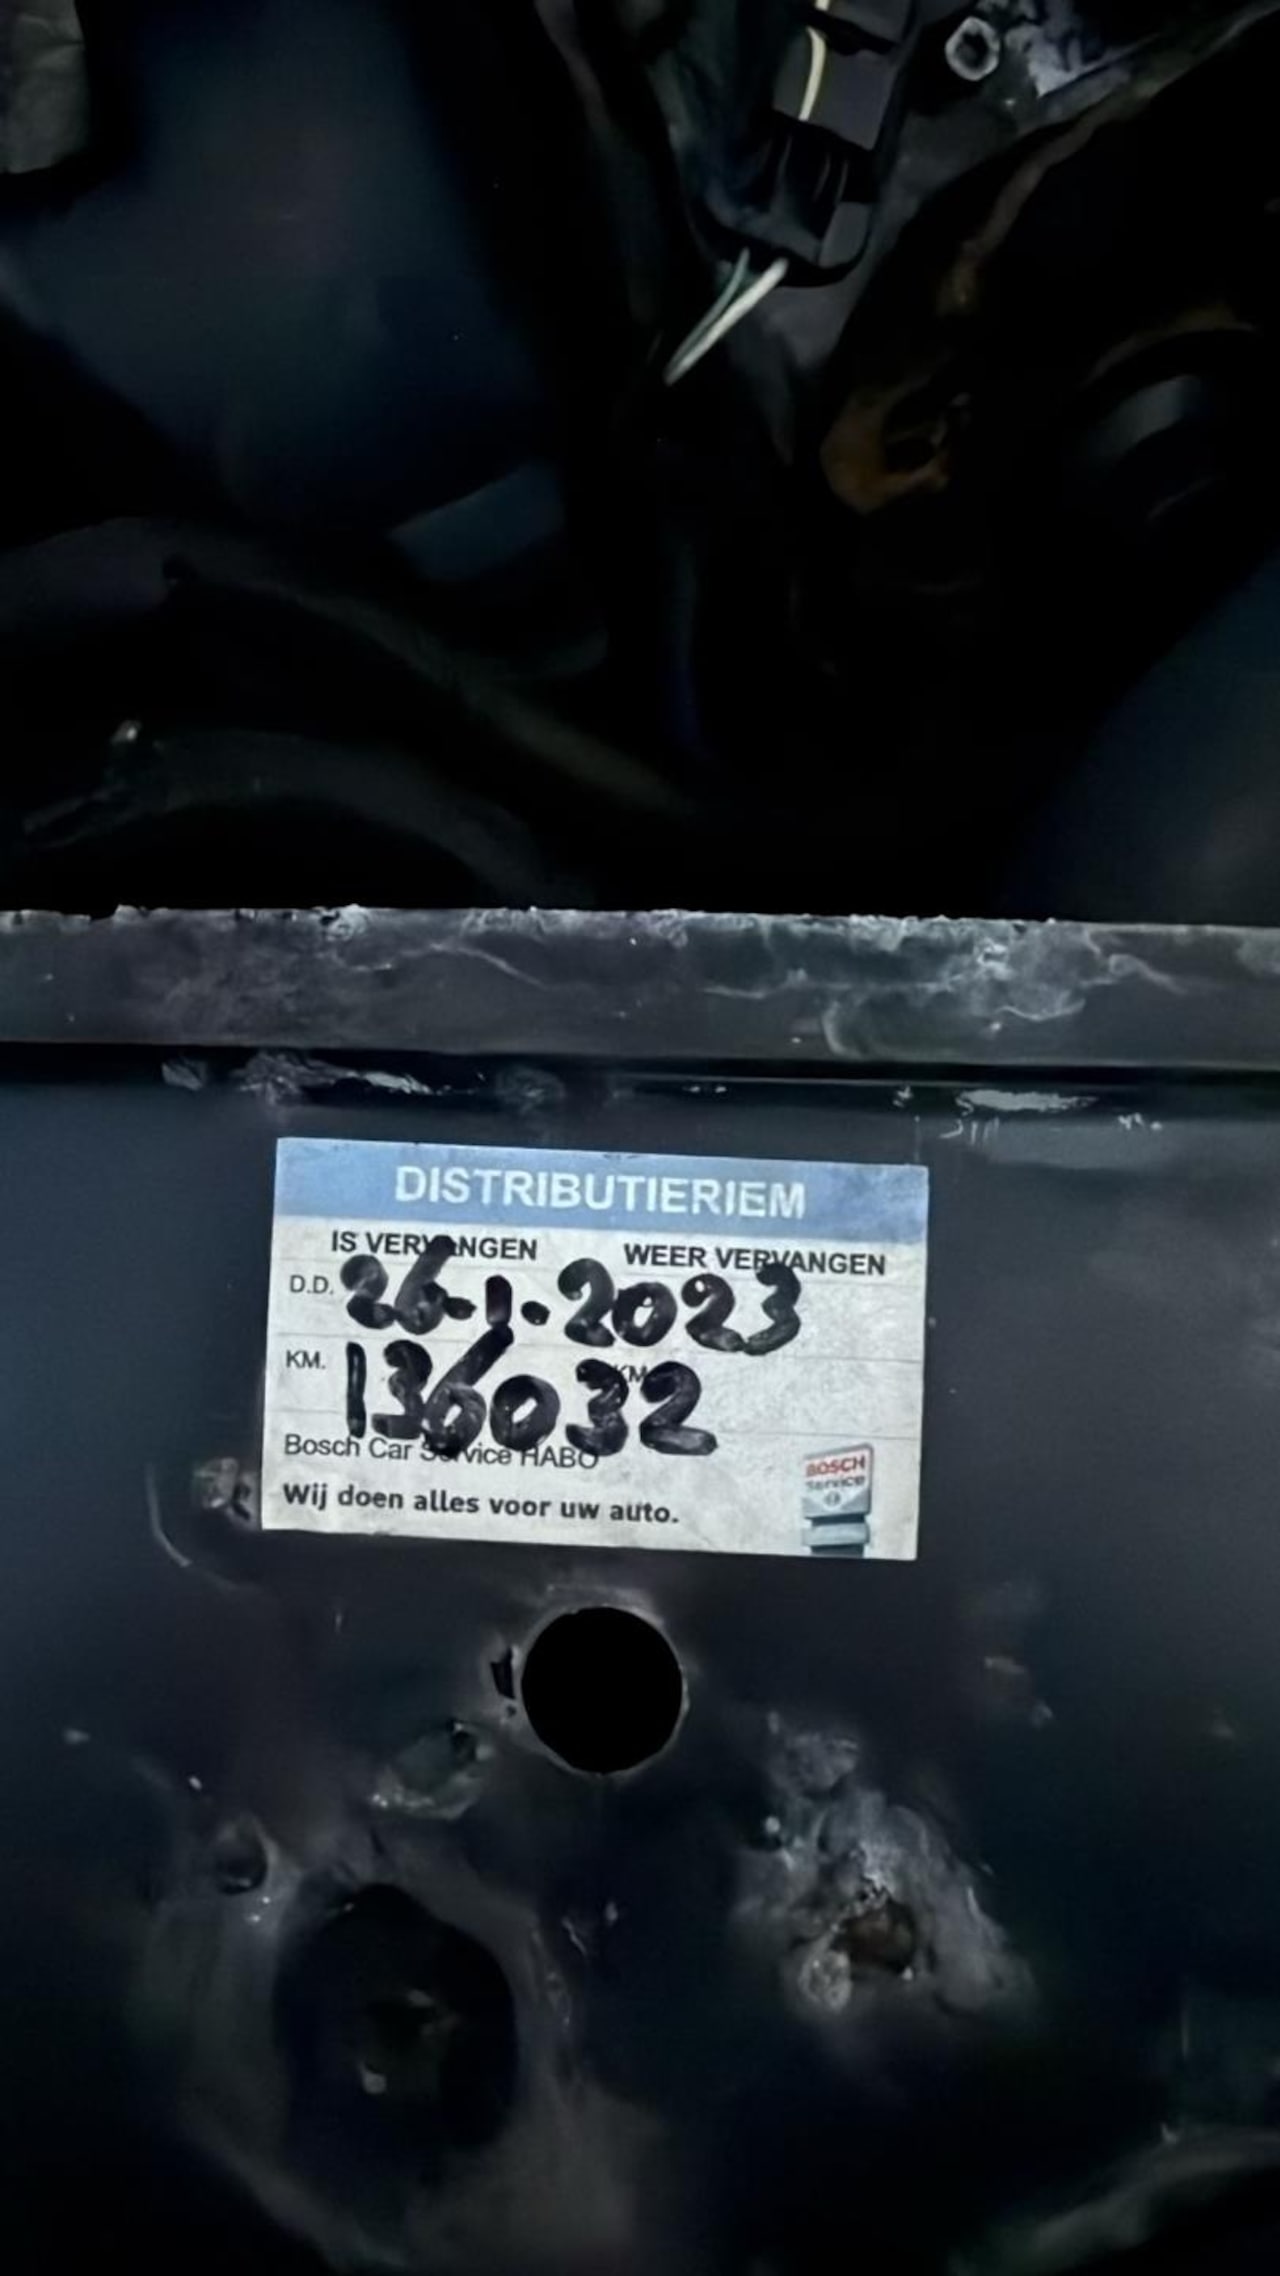 DISTRIBUTIERIEM
IS VERVANGEN WEER VERVANGEN
D.D. 26-1-2023
KM. 136032 KM
Bosch Car Service HABO
Wij doen alles voor uw auto.
BOSCH
Service